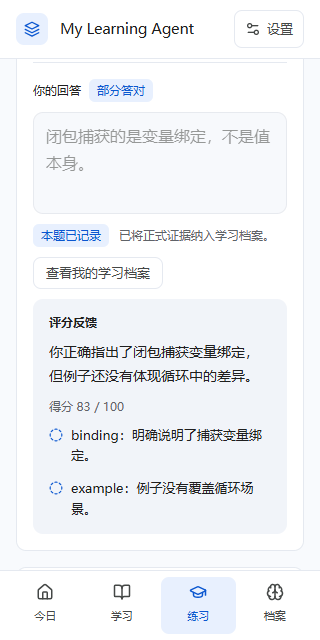 My Learning Agent
设置
你的回答 部分答对
闭包捕获的是变量绑定，不是值
本身。
本题已记录 已将正式证据纳入学习档案。
查看我的学习档案
评分反馈
你正确指出了闭包捕获变量绑定，
但例子还没有体现循环中的差异。
得分 83 / 100
binding：明确说明了捕获变量绑
定。
example：例子没有覆盖循环场
景。
今日 学习 练习 档案